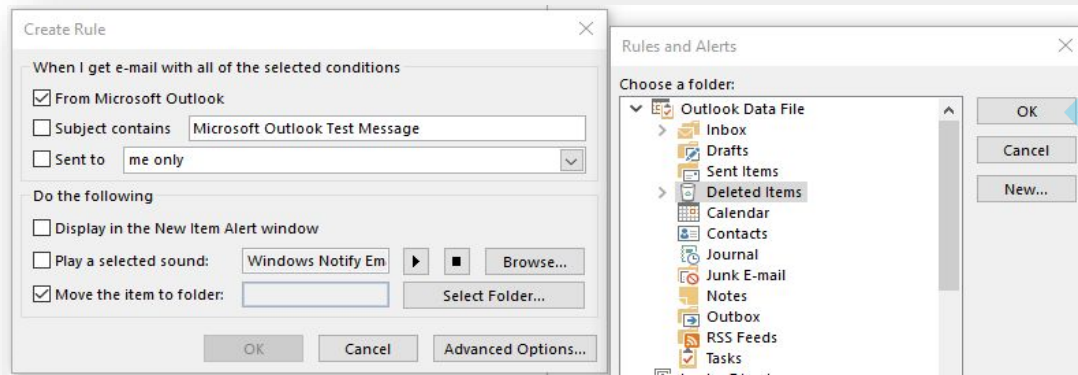 Create Rule
When I get e-mail with all of the selected conditions
From Microsoft Outlook
Subject contains Microsoft Outlook Test Message
Sent to me only
Do the following
Display in the New Item Alert window
Play a selected sound: Windows Notify Em Browse...
Move the item to folder: Select Folder...
OK Cancel Advanced Options...
Rules and Alerts
Choose a folder:
Outlook Data File
Inbox
Drafts
Sent Items
Deleted Items
Calendar
Contacts
Journal
Junk E-mail
Notes
Outbox
RSS Feeds
Tasks
OK
Cancel
New...